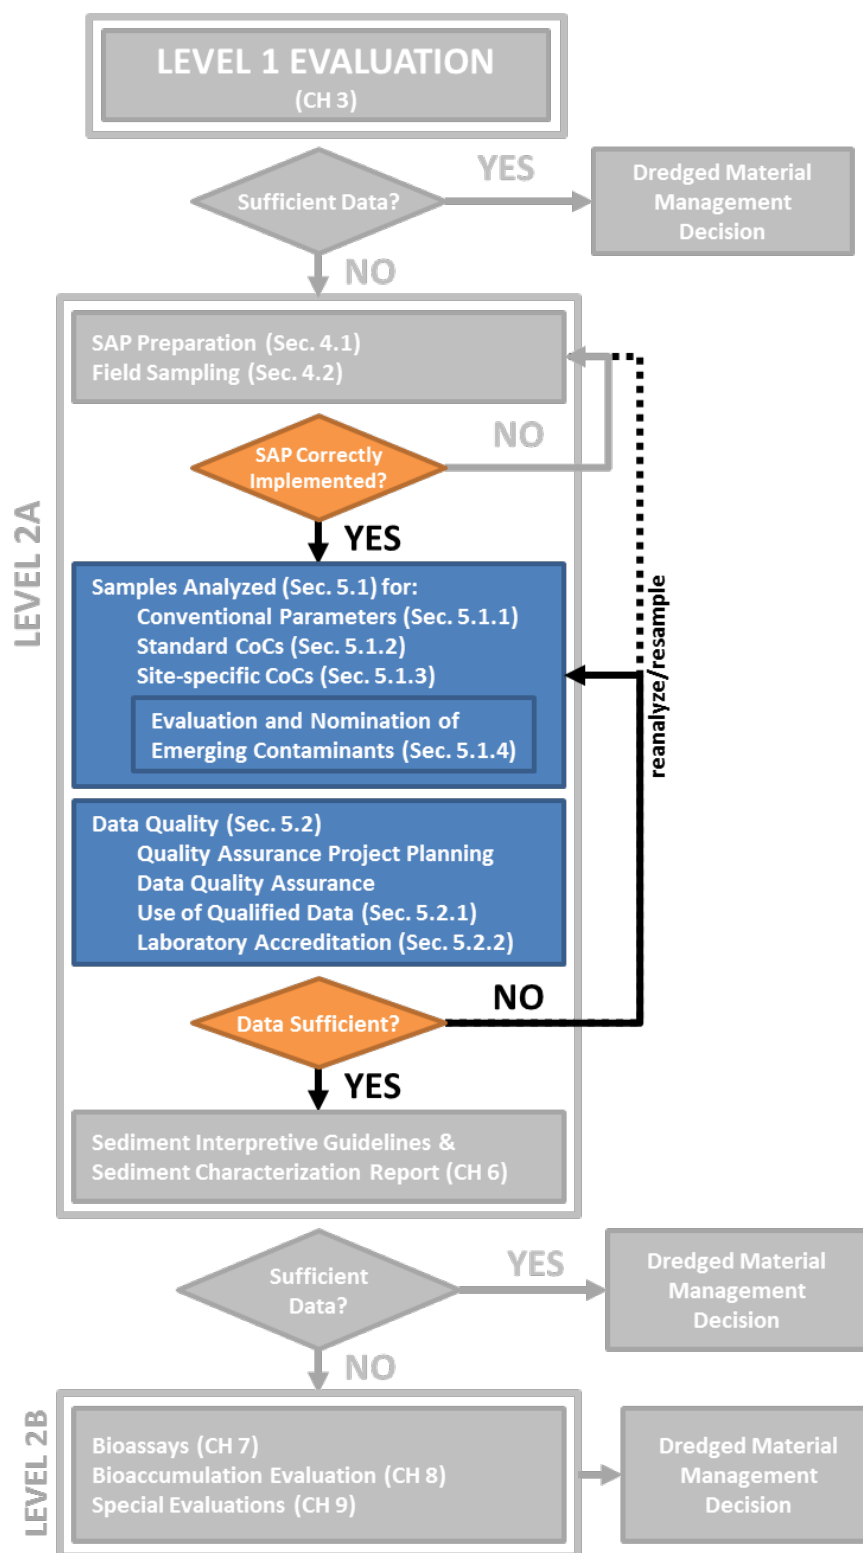 LEVEL 1 EVALUATION
(CH 3)
Sufficient Data?
YES
Dredged Material
Management
Decision
NO
LEVEL 2A
SAP Preparation (Sec. 4.1)
Field Sampling (Sec. 4.2)
SAP Correctly
Implemented?
NO
YES
Samples Analyzed (Sec. 5.1) for:
Conventional Parameters (Sec. 5.1.1)
Standard CoCs (Sec. 5.1.2)
Site-specific CoCs (Sec. 5.1.3)
Evaluation and Nomination of
Emerging Contaminants (Sec. 5.1.4)
reanalyze/resample
Data Quality (Sec. 5.2)
Quality Assurance Project Planning
Data Quality Assurance
Use of Qualified Data (Sec. 5.2.1)
Laboratory Accreditation (Sec. 5.2.2)
Data Sufficient?
NO
YES
Sediment Interpretive Guidelines &
Sediment Characterization Report (CH 6)
Sufficient
Data?
YES
Dredged Material
Management
Decision
NO
LEVEL 2B
Bioassays (CH 7)
Bioaccumulation Evaluation (CH 8)
Special Evaluations (CH 9)
Dredged Material
Management
Decision